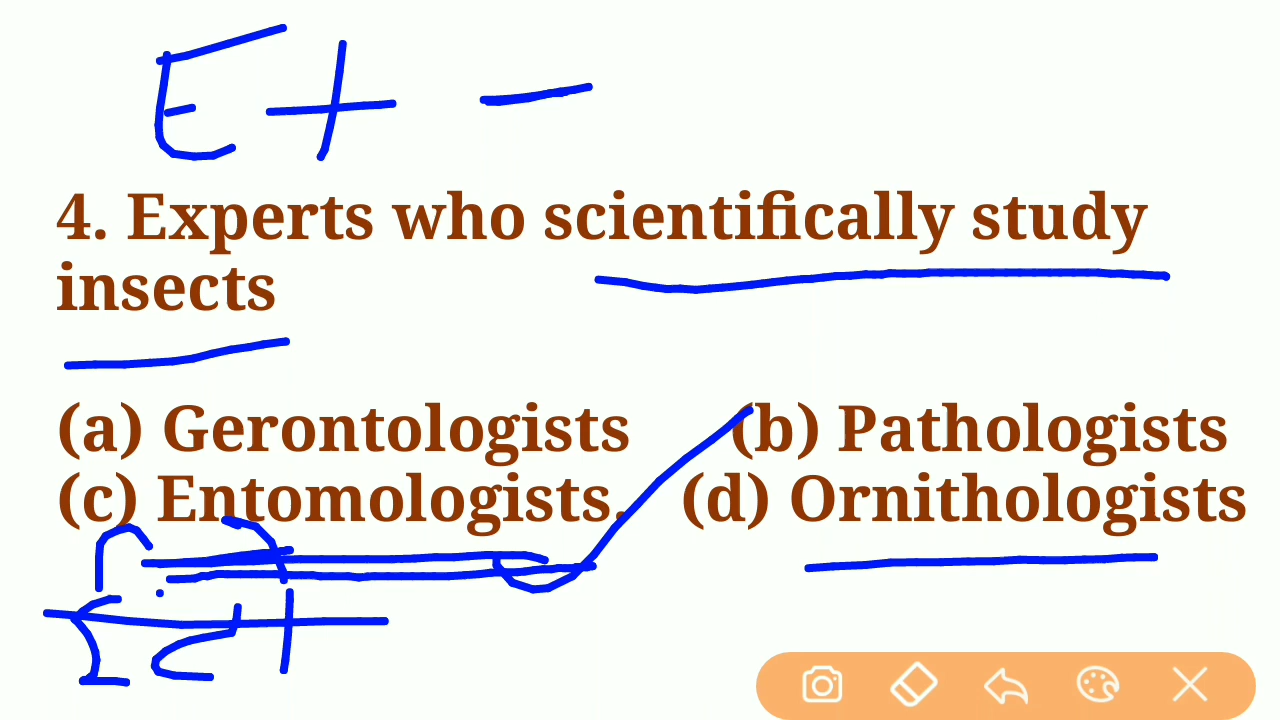 E t -
4. Experts who scientifically study
insects
(a) Gerontologists (b) Pathologists
(c) Entomologists. (d) Ornithologists